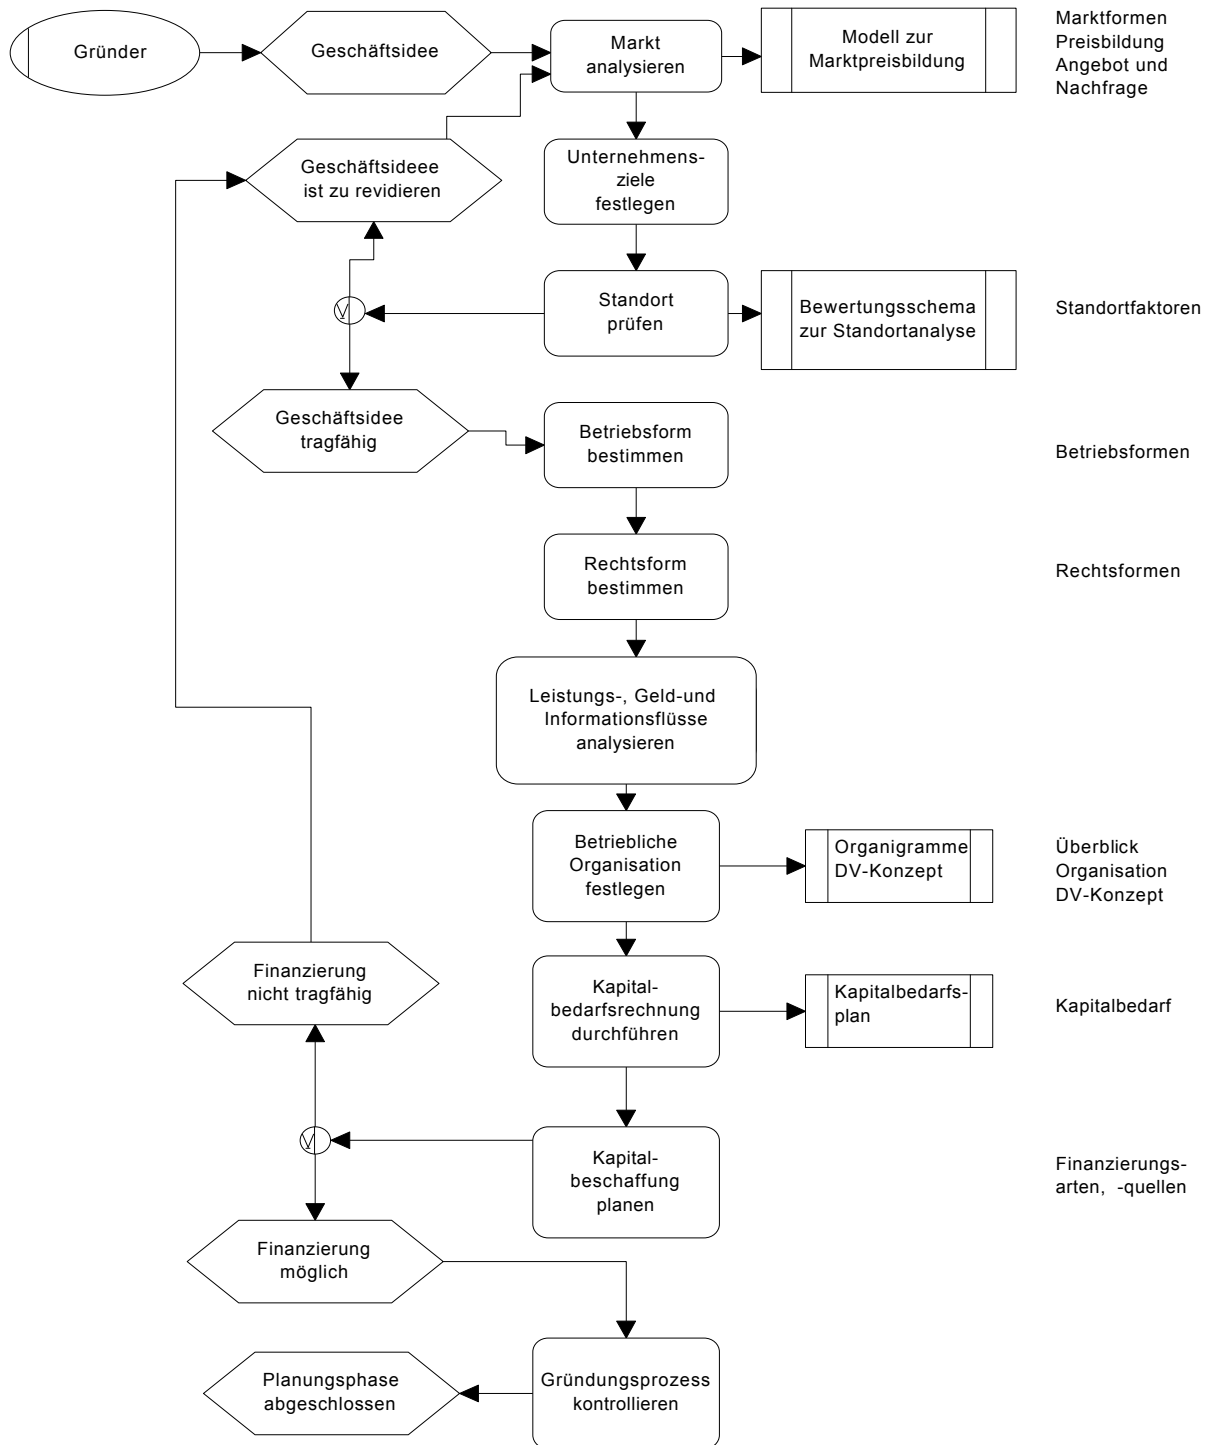 Gründer
Geschäftsidee
Markt
analysieren
Modell zur
Marktpreisbildung
Marktformen
Preisbildung
Angebot und
Nachfrage
Geschäftsideee
ist zu revidieren
Unternehmens-
ziele
festlegen
V
Standort
prüfen
Bewertungsschema
zur Standortanalyse
Standortfaktoren
Geschäftsidee
tragfähig
Betriebsform
bestimmen
Betriebsformen
Rechtsform
bestimmen
Rechtsformen
Leistungs-, Geld-und
Informationsflüsse
analysieren
Betriebliche
Organisation
festlegen
Organigramme
DV-Konzept
Überblick
Organisation
DV-Konzept
Finanzierung
nicht tragfähig
Kapital-
bedarfsrechnung
durchführen
Kapitalbedarfs-
plan
Kapitalbedarf
V
Kapital-
beschaffung
planen
Finanzierungs-
arten, -quellen
Finanzierung
möglich
Planungsphase
abgeschlossen
Gründungsprozess
kontrollieren